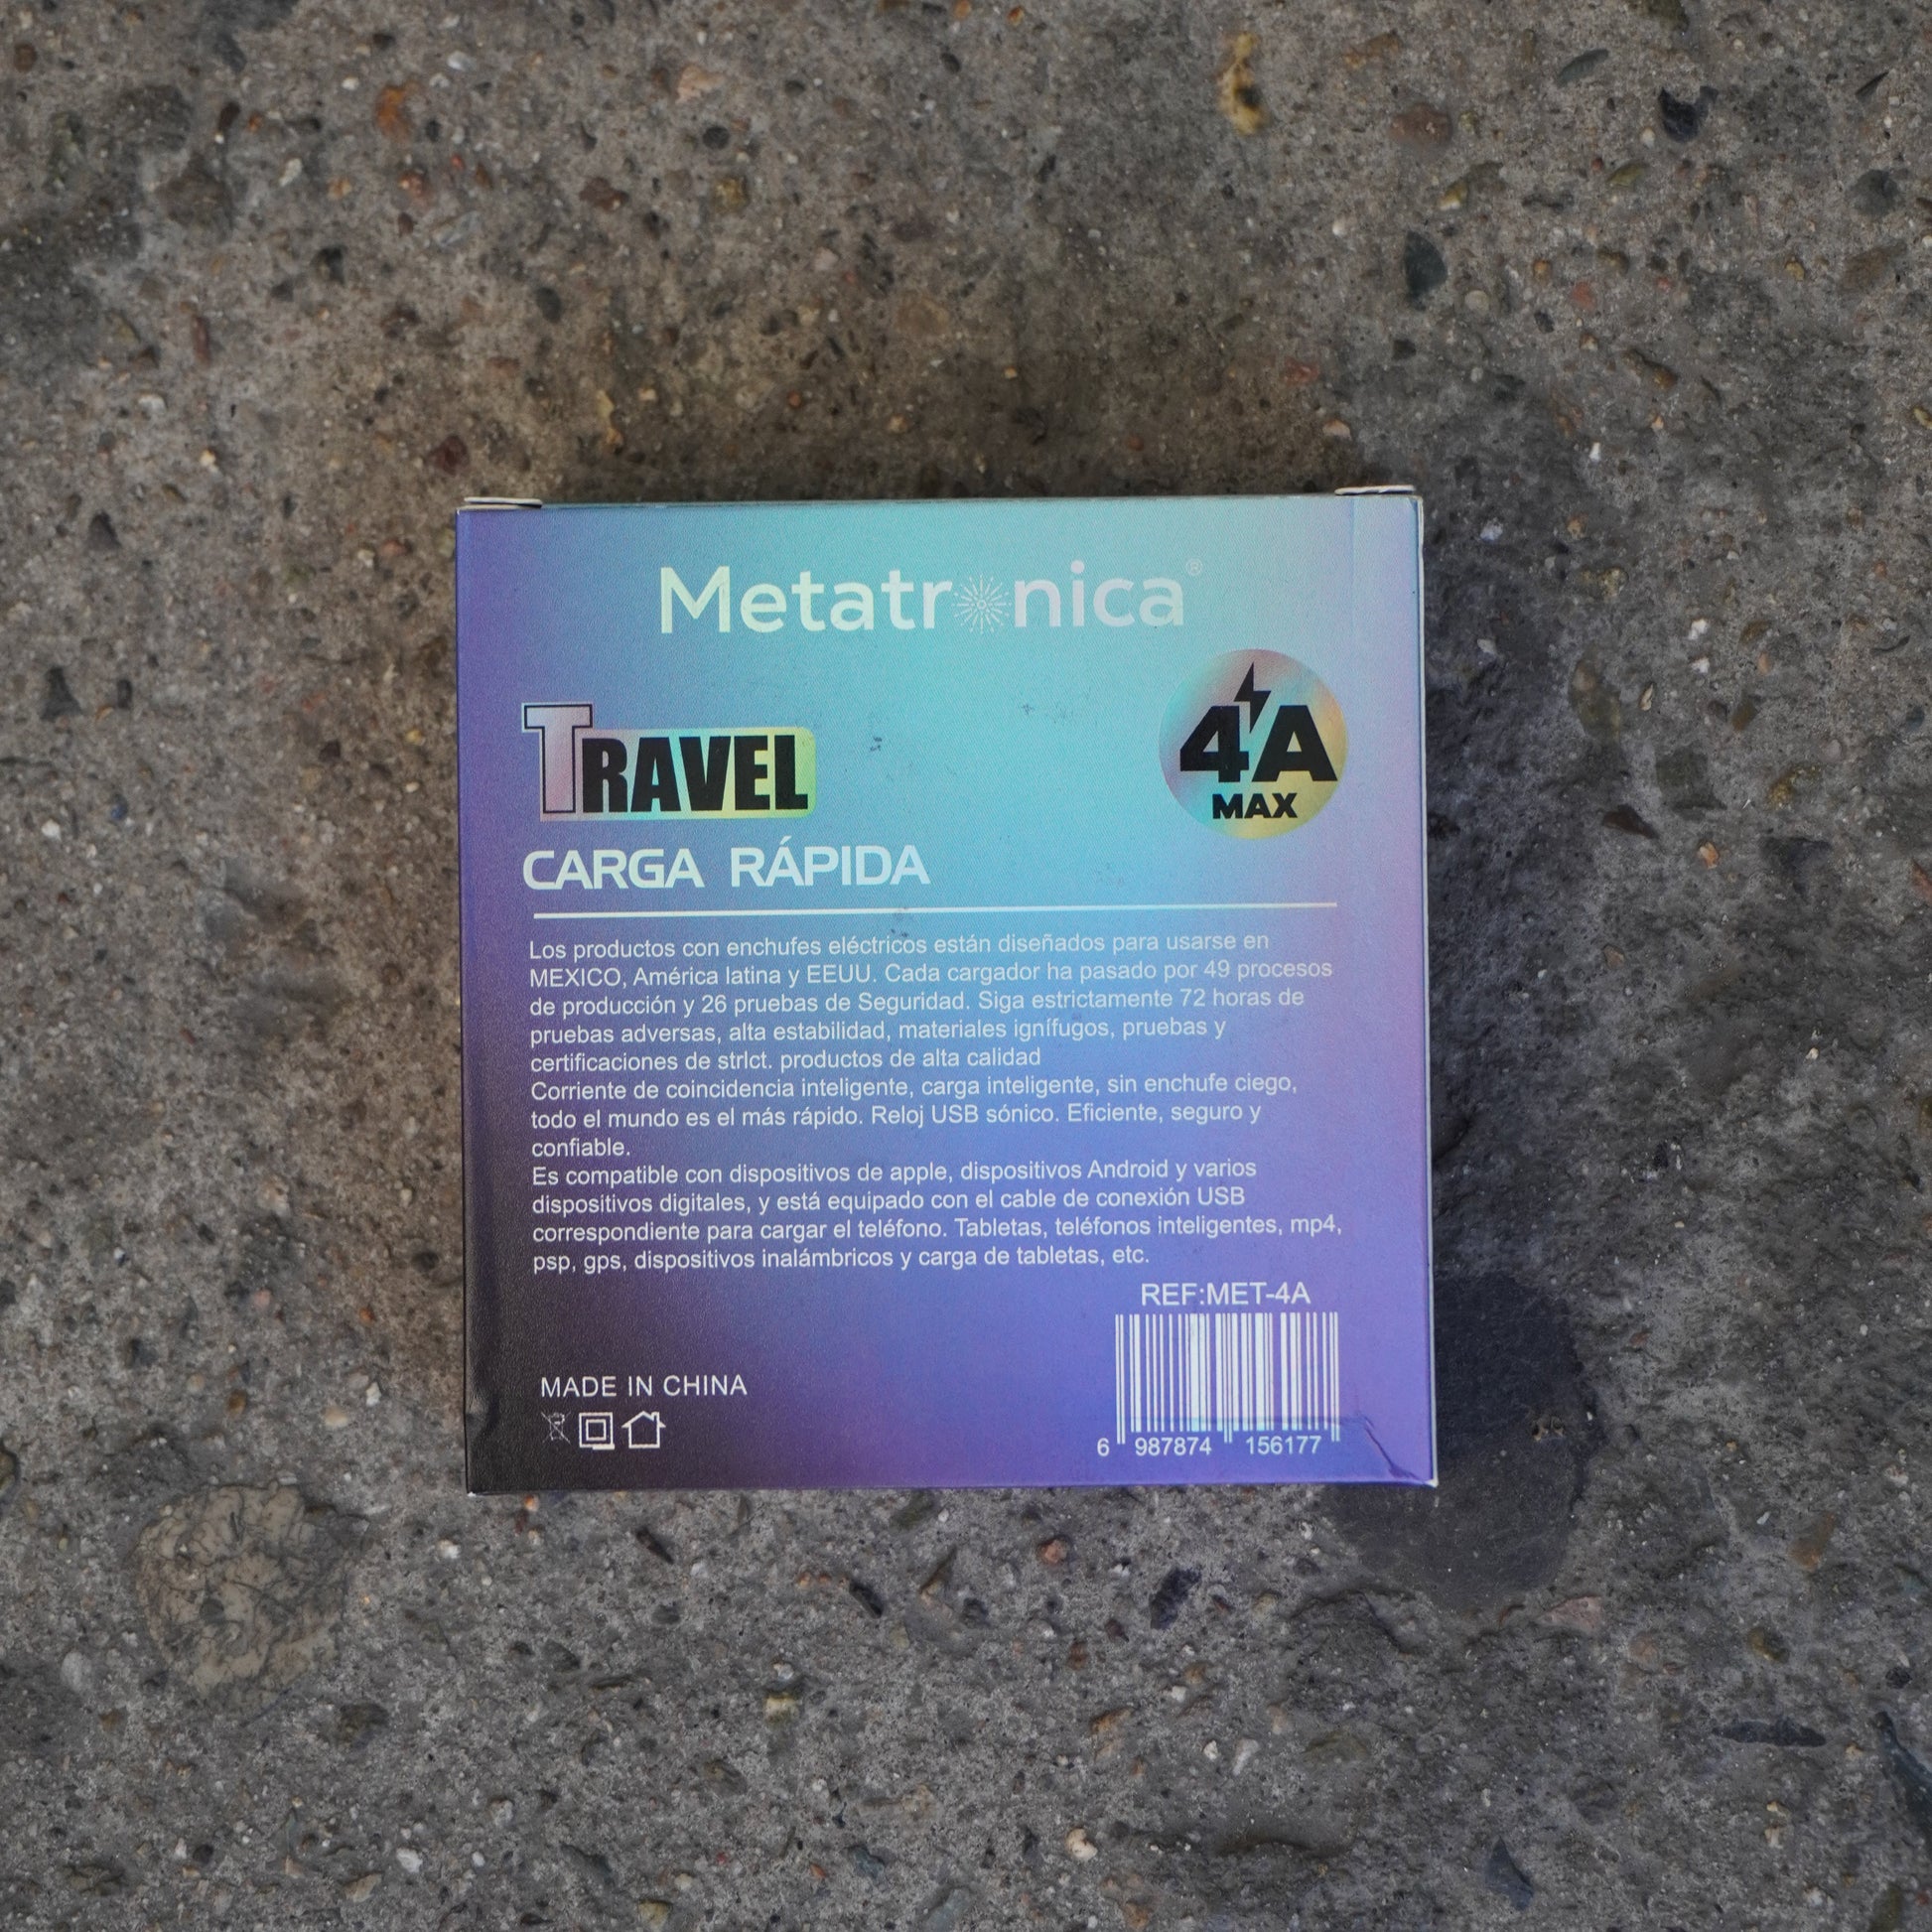 Metatronica®
TRAVEL
4A
MAX
CARGA RÁPIDA
Los productos con enchufes eléctricos están diseñados para usarse en
MEXICO, América latina y EEUU. Cada cargador ha pasado por 49 procesos
de producción y 26 pruebas de Seguridad. Siga estrictamente 72 horas de
pruebas adversas, alta estabilidad, materiales ignífugos, pruebas y
certificaciones de strlct. productos de alta calidad
Corriente de coincidencia inteligente, carga inteligente, sin enchufe ciego,
todo el mundo es el más rápido. Reloj USB sónico. Eficiente, seguro y
confiable.
Es compatible con dispositivos de apple, dispositivos Android y varios
dispositivos digitales, y está equipado con el cable de conexión USB
correspondiente para cargar el teléfono. Tabletas, teléfonos inteligentes, mp4,
psp, gps, dispositivos inalámbricos y carga de tabletas, etc.
REF:MET-4A
MADE IN CHINA
6 987874 156177